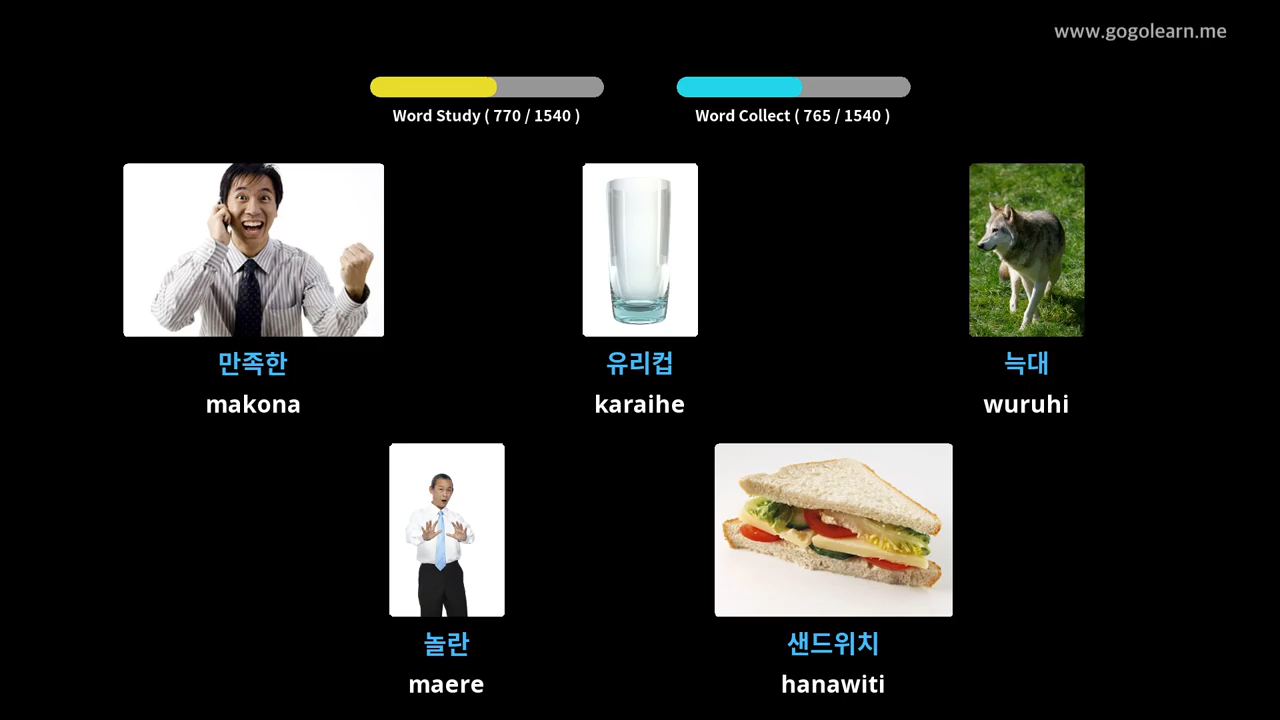 www.gogolearn.me
Word Study ( 770 / 1540 )
Word Collect ( 765 / 1540 )
만족한
makona
유리컵
karaihe
늑대
wuruhi
놀란
maere
샌드위치
hanawiti